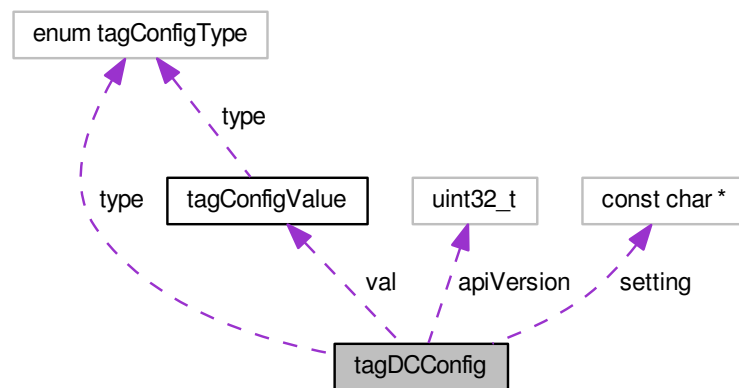 enum tagConfigType
type
tagConfigValue
uint32_t
const char *
type
val
apiVersion
setting
tagDCConfig